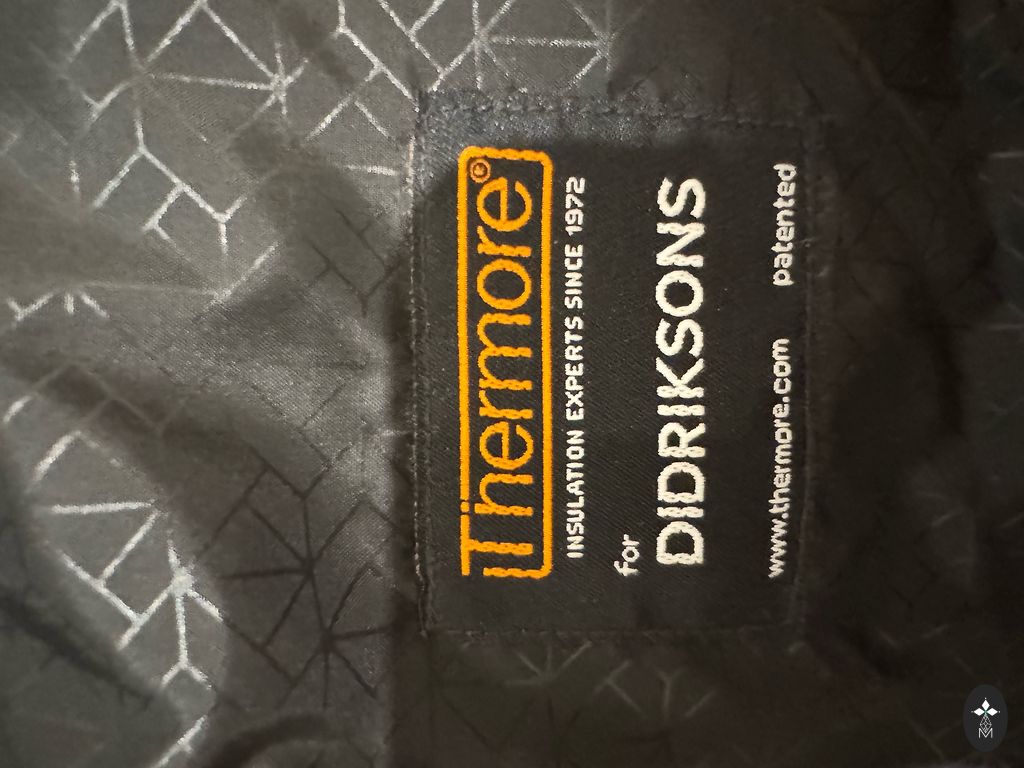 Thermore®
INSULATION EXPERTS SINCE 1972
for
DIDRIKSONS
www.thermore.com patented